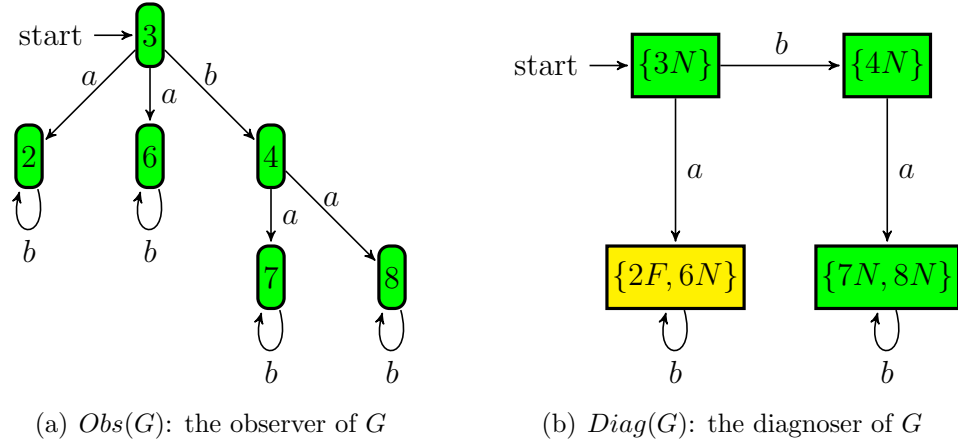 start
3
a
a
b
2
6
4
b
b
a
a
7
8
b
b
(a) Obs(G): the observer of G
start
{3N}
b
{4N}
a
a
{2F, 6N}
{7N, 8N}
b
b
(b) Diag(G): the diagnoser of G